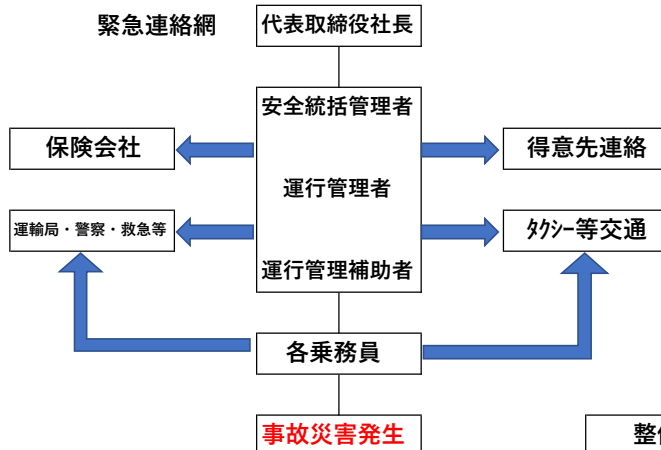 緊急連絡網
代表取締役社長
安全統括管理者
保険会社
得意先連絡
運行管理者
運輸局・警察・救急等
ﾀｸｼｰ等交通
運行管理補助者
各乗務員
事故災害発生